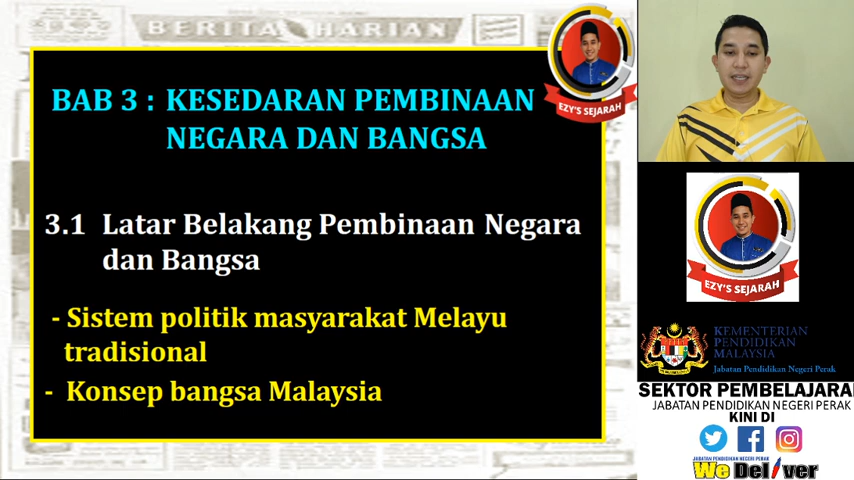 BERITA HARIAN
BAB 3 : KESEDARAN PEMBINAAN
NEGARA DAN BANGSA
3.1 Latar Belakang Pembinaan Negara
dan Bangsa
- Sistem politik masyarakat Melayu
tradisional
- Konsep bangsa Malaysia
EZY'S SEJARAH
EZY'S SEJARAH
KEMENTERIAN
PENDIDIKAN
MALAYSIA
Jabatan Pendidikan Negeri Perak
SEKTOR PEMBELAJARA
JABATAN PENDIDIKAN NEGERI PERAK
KINI DI
JABATAN PENDIDIKAN NEGERI PERAK
We Deliver